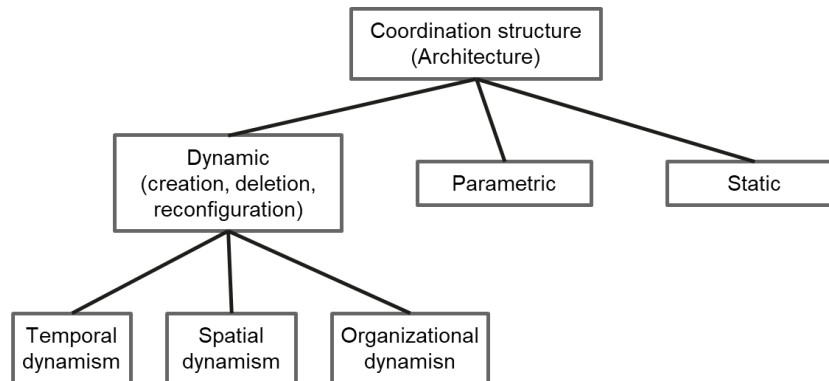 Coordination structure
(Architecture)
Dynamic
(creation, deletion,
reconfiguration)
Parametric
Static
Temporal
dynamism
Spatial
dynamism
Organizational
dynamisn